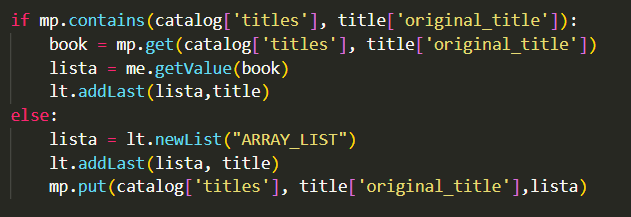 if mp.contains(catalog['titles'], title['original_title']):
    book = mp.get(catalog['titles'], title['original_title'])
    lista = me.getValue(book)
    lt.addLast(lista,title)
else:
    lista = lt.newList("ARRAY_LIST")
    lt.addLast(lista, title)
    mp.put(catalog['titles'], title['original_title'],lista)